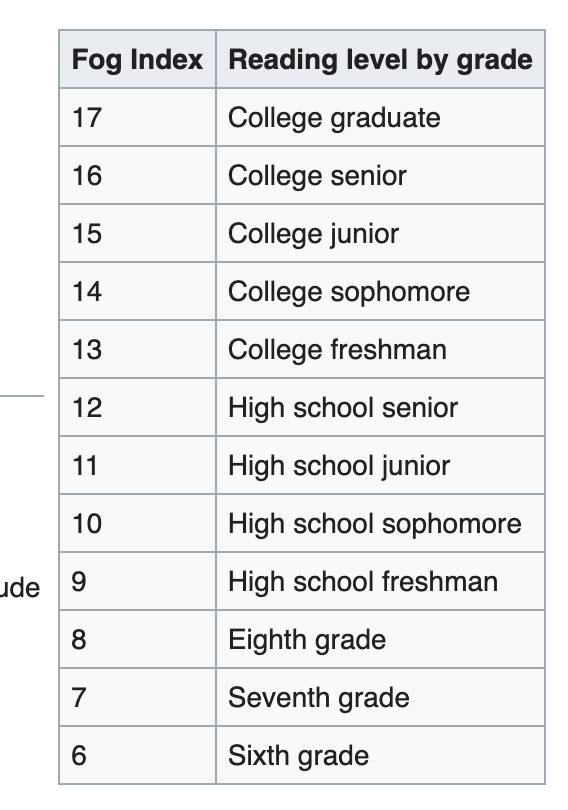 Fog Index Reading level by grade
17 College graduate
16 College senior
15 College junior
14 College sophomore
13 College freshman
12 High school senior
11 High school junior
10 High school sophomore
ude
9 High school freshman
8 Eighth grade
7 Seventh grade
6 Sixth grade